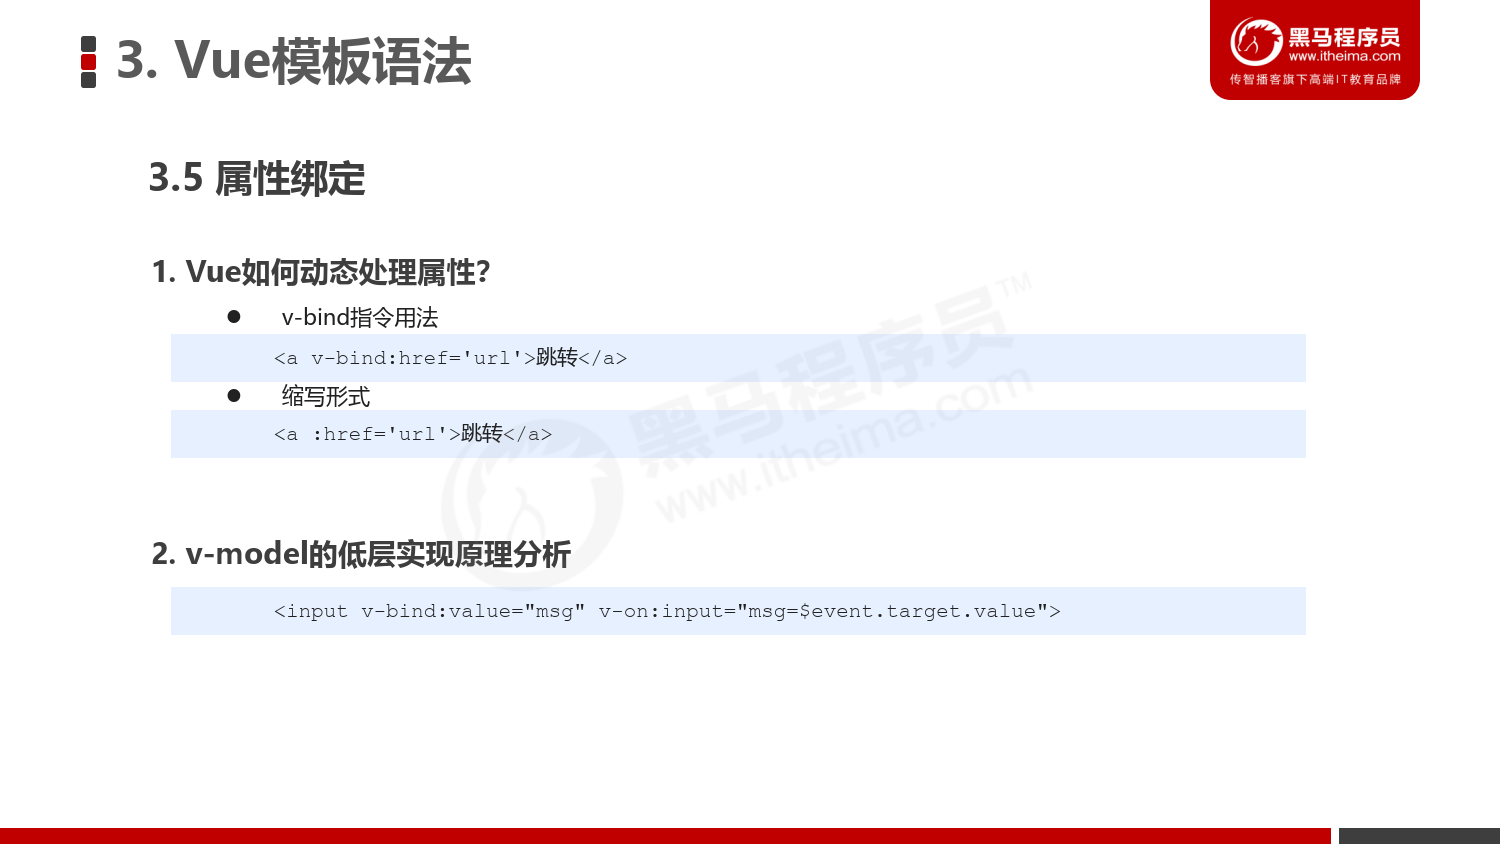 3. Vue模板语法
黑马程序员
www.itheima.com
传智播客旗下高端IT教育品牌
3.5 属性绑定
1. Vue如何动态处理属性？
● v-bind指令用法
<a v-bind:href='url'>跳转</a>
● 缩写形式
<a :href='url'>跳转</a>
黑马程序员™
www.itheima.com
2. v-model的低层实现原理分析
<input v-bind:value="msg" v-on:input="msg=$event.target.value">